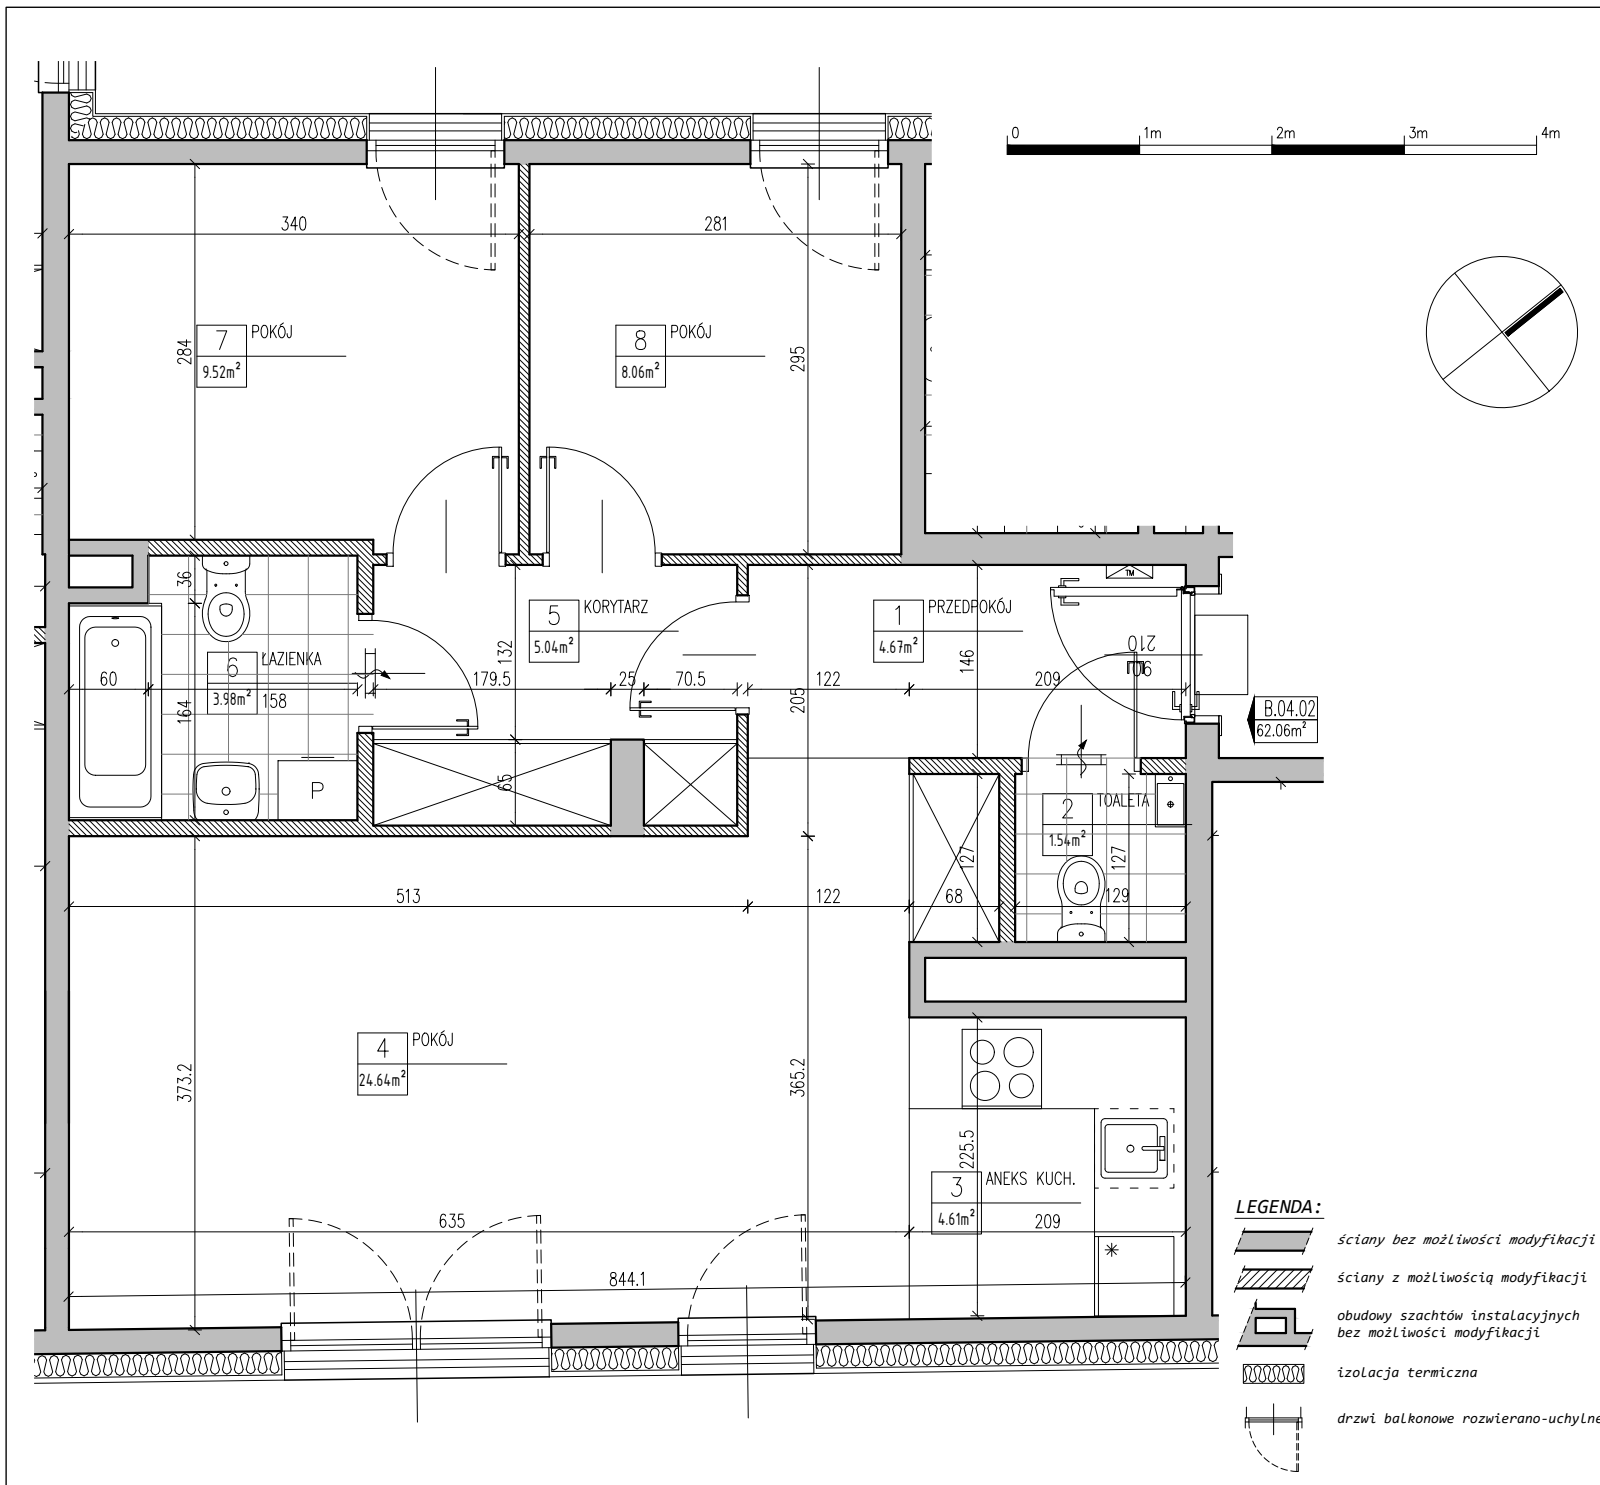 0 1m 2m 3m 4m
340
281
7 POKÓJ
9.52m²
284
8 POKÓJ
8.06m²
295
36
5 KORYTARZ
5.04m²
132
1 PRZEDPOKÓJ
4.67m²
146
TM
210
90
6 ŁAZIENKA
3.98m²
60
158
164
179.5
25
70.5
122
209
205
B.04.02
62.06m²
65
P
2 TOALETA
1.54m²
127
127
513
122
68
129
4 POKÓJ
24.64m²
373.2
365.2
225.5
3 ANEKS KUCH.
4.61m²
635
209
844.1
LEGENDA:
ściany bez możliwości modyfikacji
ściany z możliwością modyfikacji
obudowy szachtów instalacyjnych
bez możliwości modyfikacji
izolacja termiczna
drzwi balkonowe rozwierano-uchylne